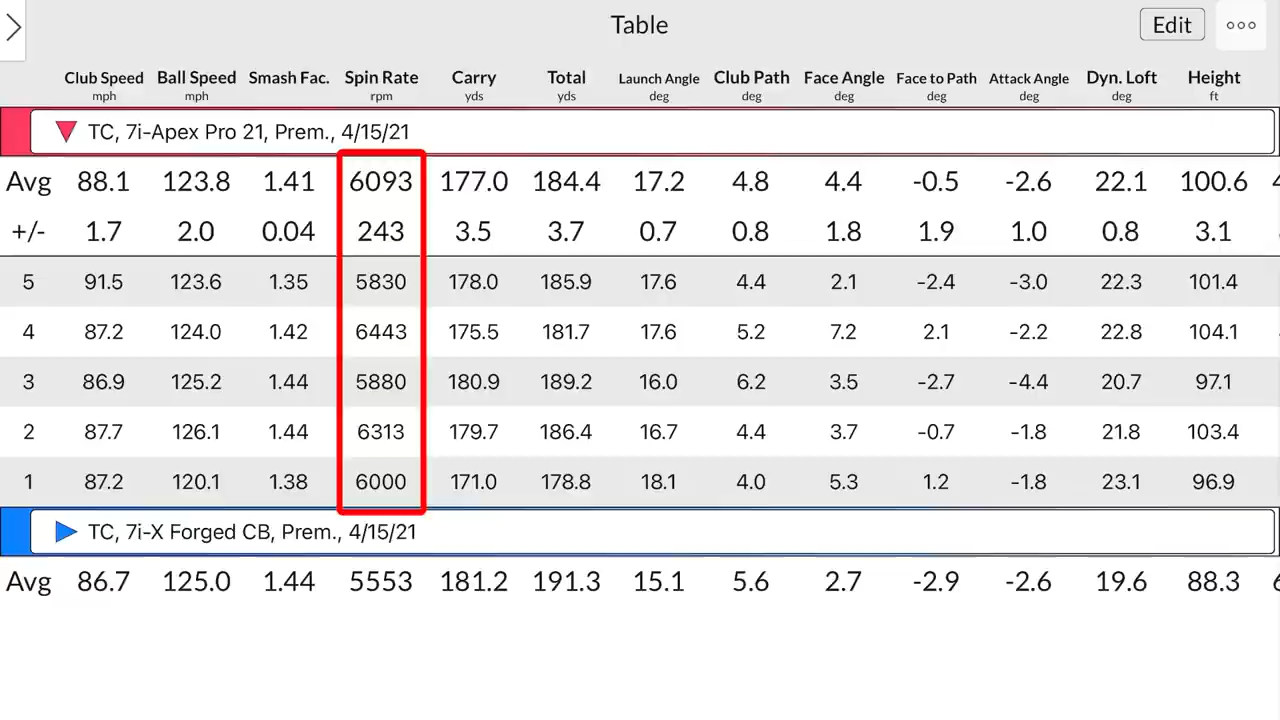 Table
Edit
Club Speed Ball Speed Smash Fac. Spin Rate Carry Total Launch Angle Club Path Face Angle Face to Path Attack Angle Dyn. Loft Height
mph mph rpm yds yds deg deg deg deg deg deg ft
TC, 7i-Apex Pro 21, Prem., 4/15/21
Avg 88.1 123.8 1.41 6093 177.0 184.4 17.2 4.8 4.4 -0.5 -2.6 22.1 100.6
+/- 1.7 2.0 0.04 243 3.5 3.7 0.7 0.8 1.8 1.9 1.0 0.8 3.1
5 91.5 123.6 1.35 5830 178.0 185.9 17.6 4.4 2.1 -2.4 -3.0 22.3 101.4
4 87.2 124.0 1.42 6443 175.5 181.7 17.6 5.2 7.2 2.1 -2.2 22.8 104.1
3 86.9 125.2 1.44 5880 180.9 189.2 16.0 6.2 3.5 -2.7 -4.4 20.7 97.1
2 87.7 126.1 1.44 6313 179.7 186.4 16.7 4.4 3.7 -0.7 -1.8 21.8 103.4
1 87.2 120.1 1.38 6000 171.0 178.8 18.1 4.0 5.3 1.2 -1.8 23.1 96.9
TC, 7i-X Forged CB, Prem., 4/15/21
Avg 86.7 125.0 1.44 5553 181.2 191.3 15.1 5.6 2.7 -2.9 -2.6 19.6 88.3